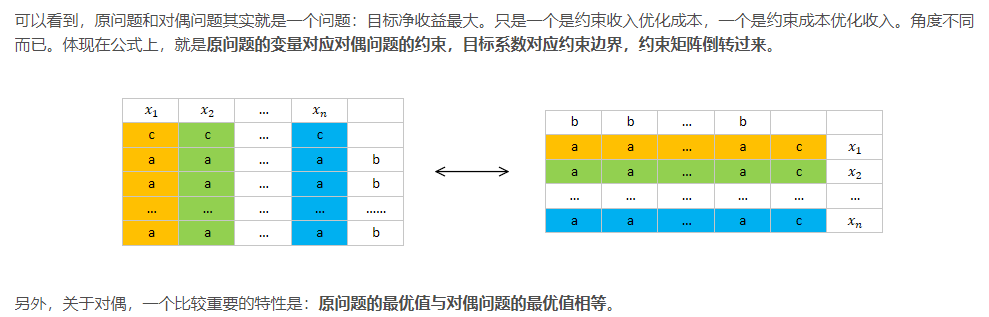 可以看到，原问题和对偶问题其实就是一个问题：目标净收益最大。只是一个是约束收入优化成本，一个是约束成本优化收入。角度不同
而已。体现在公式上，就是原问题的变量对应对偶问题的约束，目标系数对应约束边界，约束矩阵倒转过来。
x₁ x₂ ... xₙ
c c ... c
a a ... a b
a a ... a b
... ... ... ... ......
a a ... a b
b b ... b
a a ... a c x₁
a a ... a c x₂
... ... ... ... ... ...
a a ... a c xₙ
另外，关于对偶，一个比较重要的特性是：原问题的最优值与对偶问题的最优值相等。